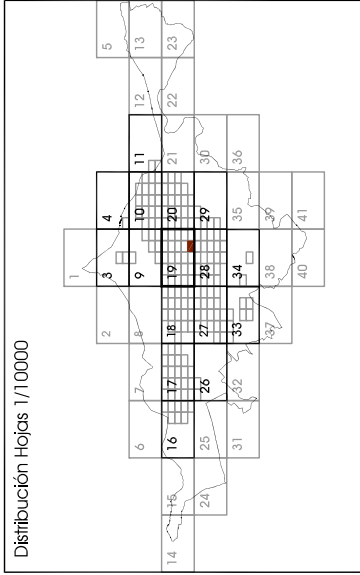 Distribución Hojas 1/10000
1
2 3 4 5
6 7 8 9 10 11 12 13
14 15 16 17 18 19 20 21 22 23
24 25 26 27 28 29 30
31 32 33 34 35 36
37 38 39
40 41